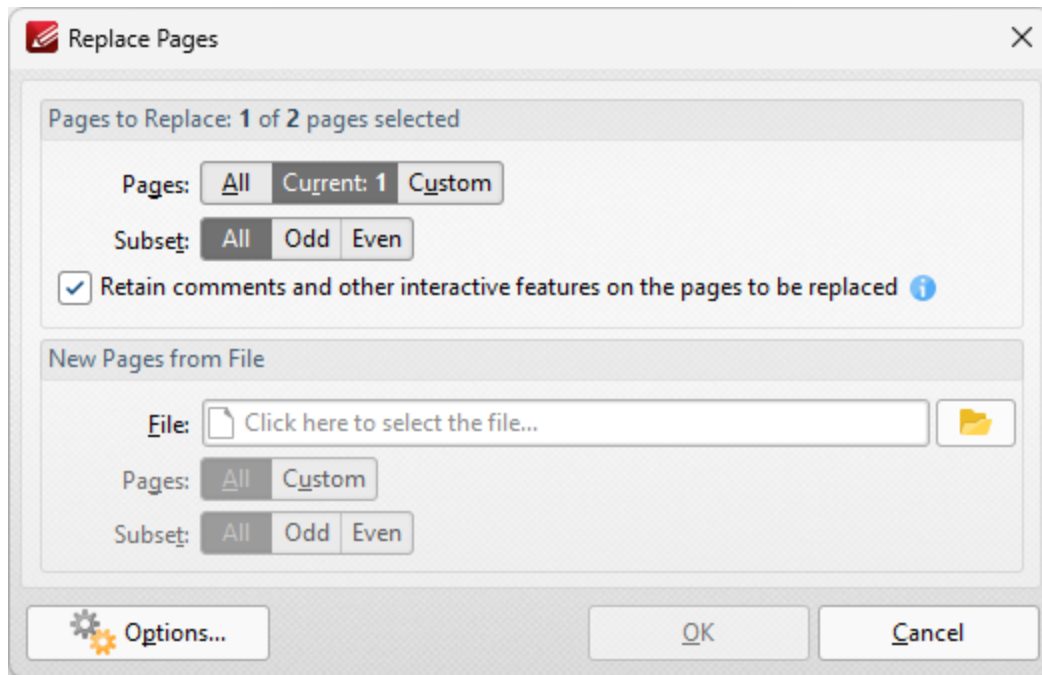 Replace Pages
Pages to Replace: 1 of 2 pages selected
Pages: All Current: 1 Custom
Subset: All Odd Even
Retain comments and other interactive features on the pages to be replaced
New Pages from File
File: Click here to select the file...
Pages: All Custom
Subset: All Odd Even
Options... OK Cancel